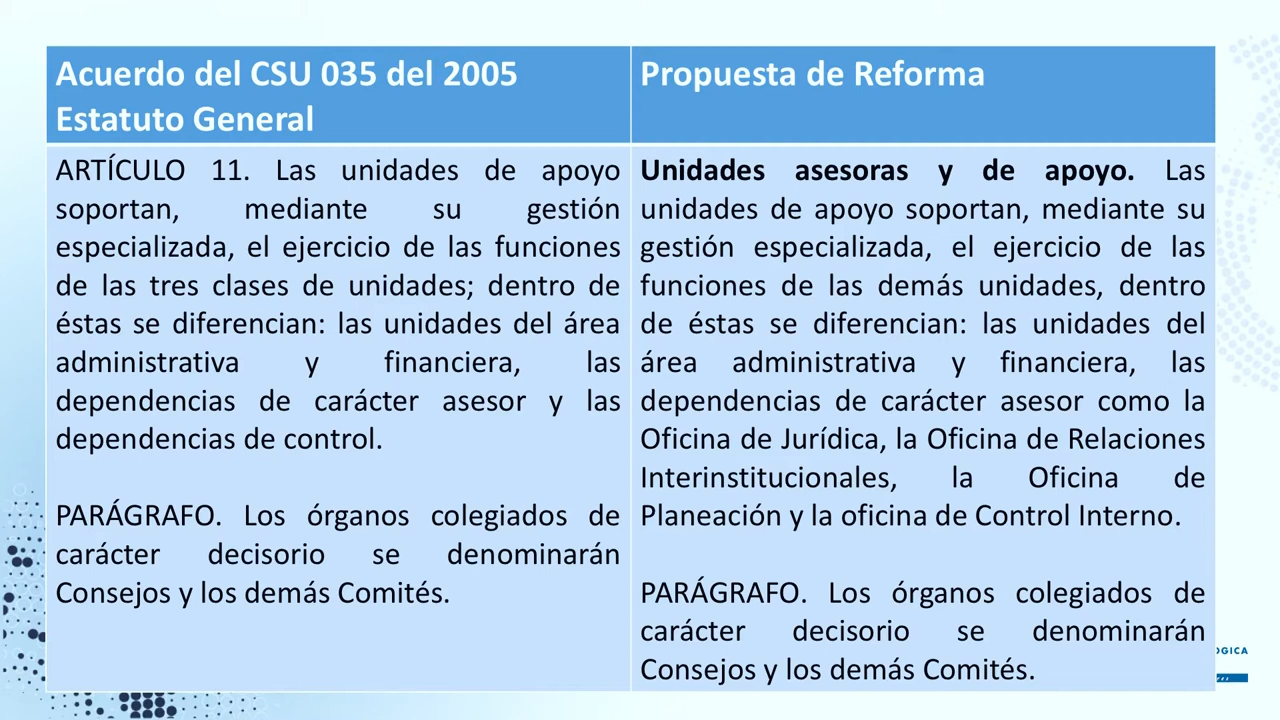 Acuerdo del CSU 035 del 2005
Estatuto General
Propuesta de Reforma
ARTÍCULO 11. Las unidades de apoyo
soportan, mediante su gestión
especializada, el ejercicio de las funciones
de las tres clases de unidades; dentro de
éstas se diferencian: las unidades del área
administrativa y financiera, las
dependencias de carácter asesor y las
dependencias de control.
PARÁGRAFO. Los órganos colegiados de
carácter decisorio se denominarán
Consejos y los demás Comités.
Unidades asesoras y de apoyo. Las
unidades de apoyo soportan, mediante su
gestión especializada, el ejercicio de las
funciones de las demás unidades, dentro
de éstas se diferencian: las unidades del
área administrativa y financiera, las
dependencias de carácter asesor como la
Oficina de Jurídica, la Oficina de Relaciones
Interinstitucionales, la Oficina de
Planeación y la oficina de Control Interno.
PARÁGRAFO. Los órganos colegiados de
carácter decisorio se denominarán
Consejos y los demás Comités.